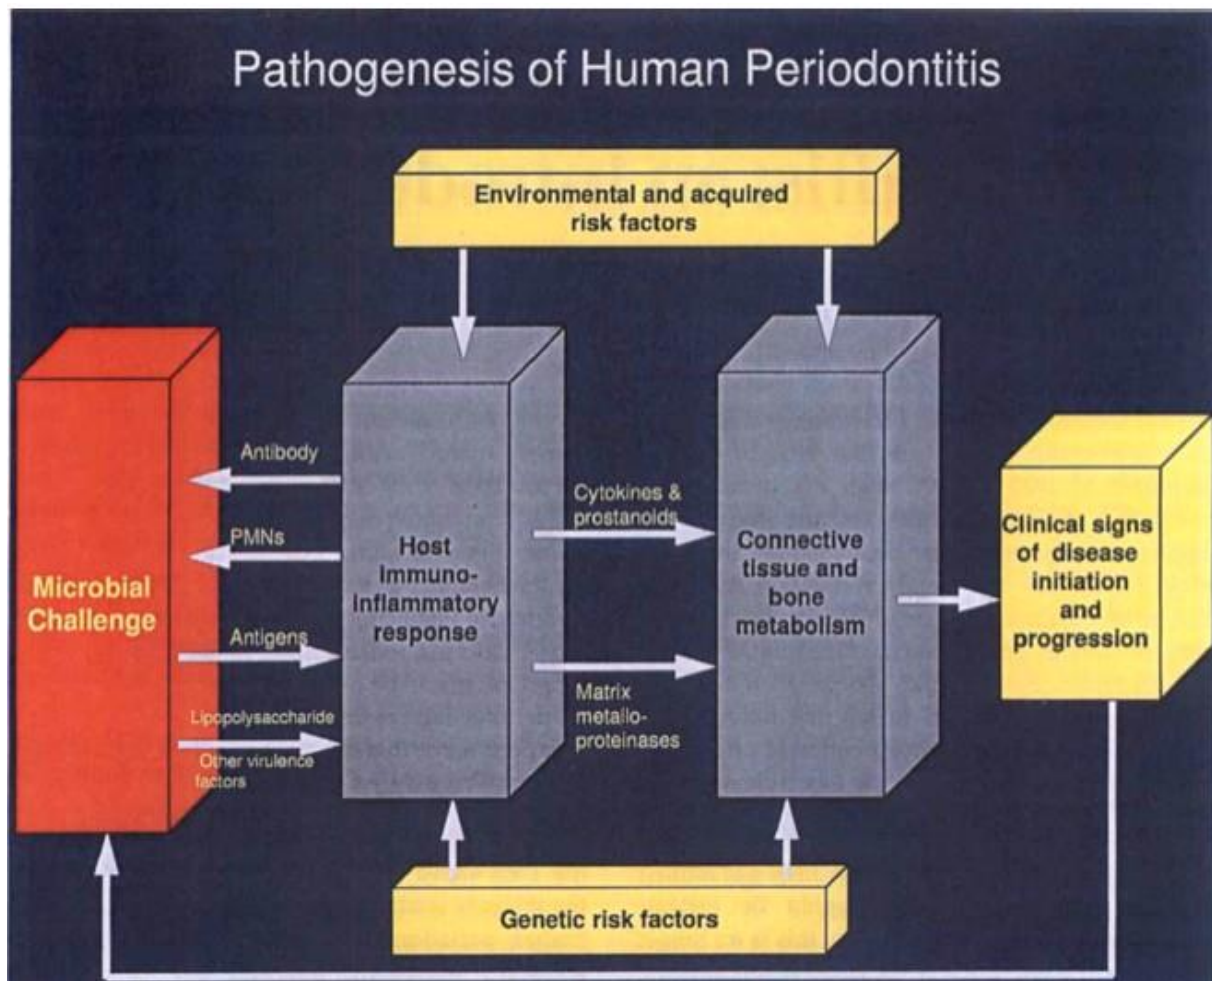 Pathogenesis of Human Periodontitis
Environmental and acquired
risk factors
Antibody
PMNs
Microbial
Challenge
Antigens
Lipopolysaccharide
Other virulence
factors
Host
Immuno-
inflammatory
response
Cytokines &
prostanoids
Matrix
metallo-
proteinases
Connective
tissue and
bone
metabolism
Clinical signs
of disease
initiation
and
progression
Genetic risk factors